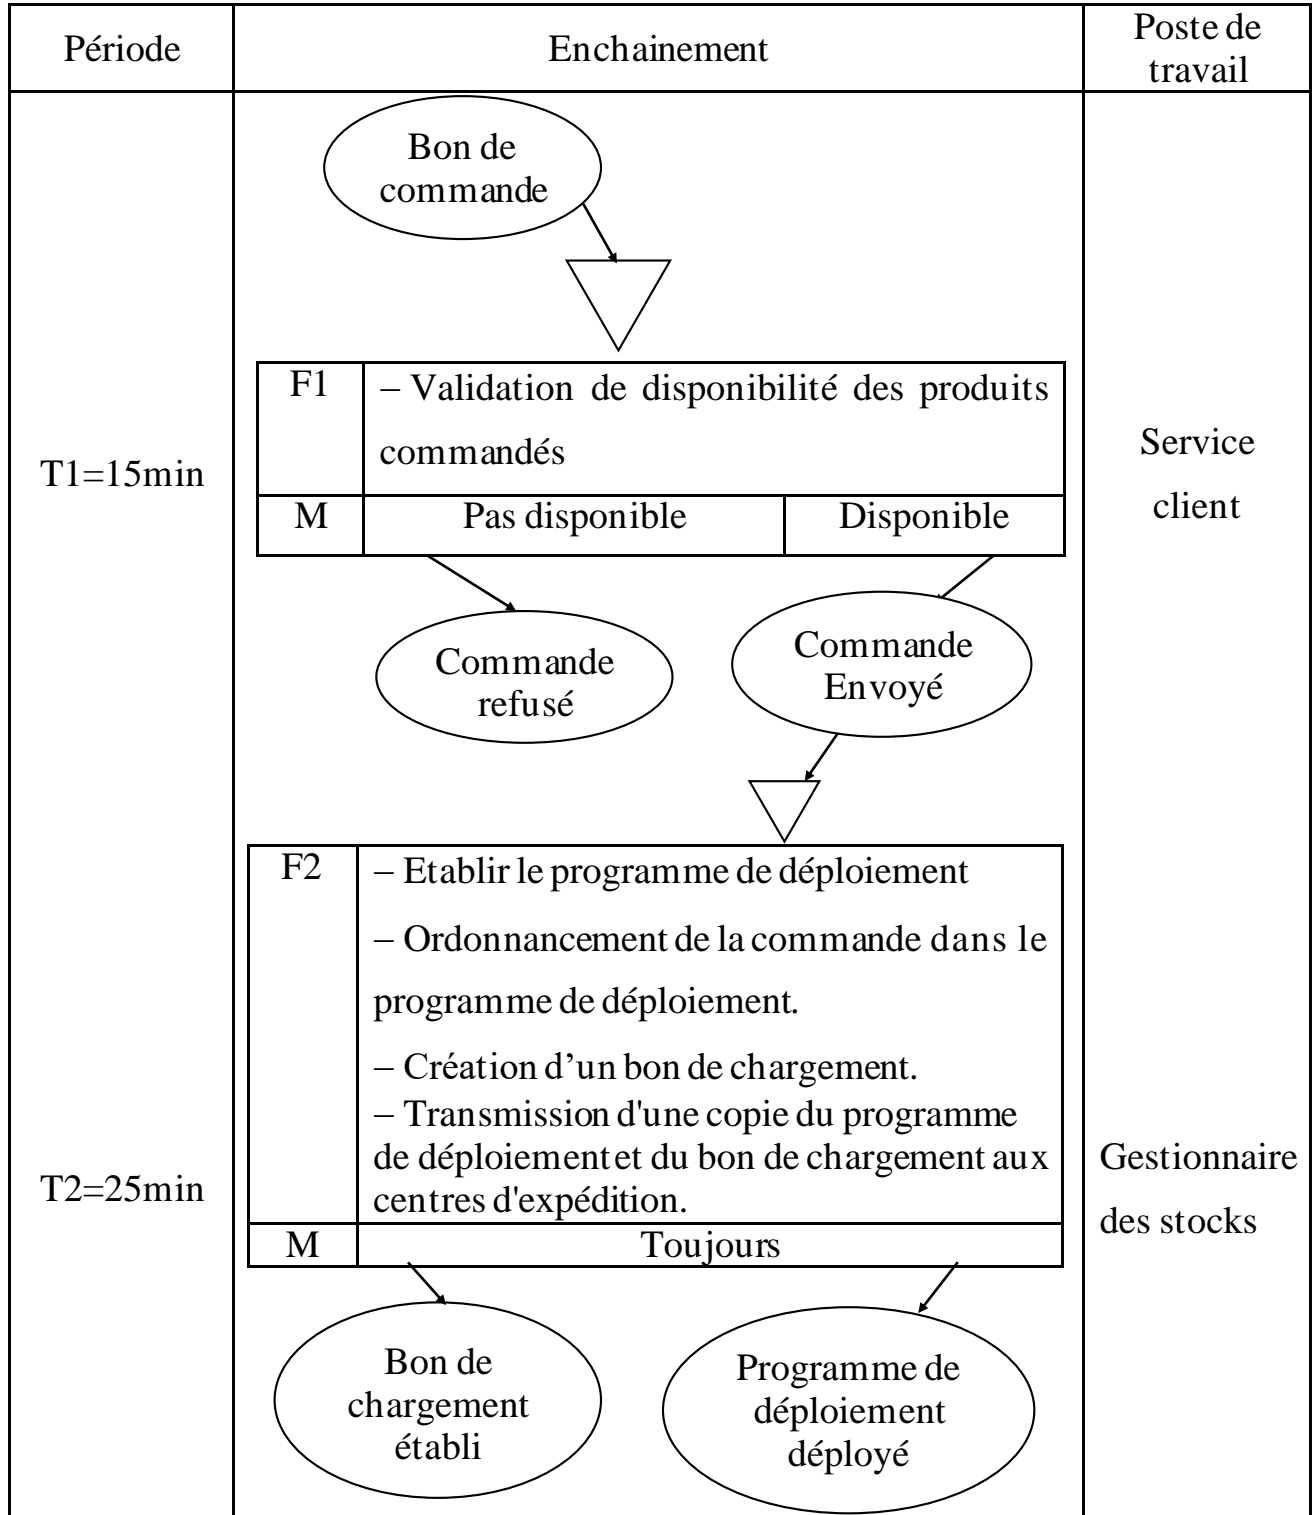 Période
Enchainement
Poste de
travail
Bon de
commande
F1
– Validation de disponibilité des produits
commandés
T1=15min
Service
client
M
Pas disponible
Disponible
Commande
refusé
Commande
Envoyé
F2
– Etablir le programme de déploiement
– Ordonnancement de la commande dans le
programme de déploiement.
– Création d’un bon de chargement.
– Transmission d'une copie du programme
de déploiement et du bon de chargement aux
centres d'expédition.
T2=25min
Gestionnaire
des stocks
M
Toujours
Bon de
chargement
établi
Programme de
déploiement
déployé